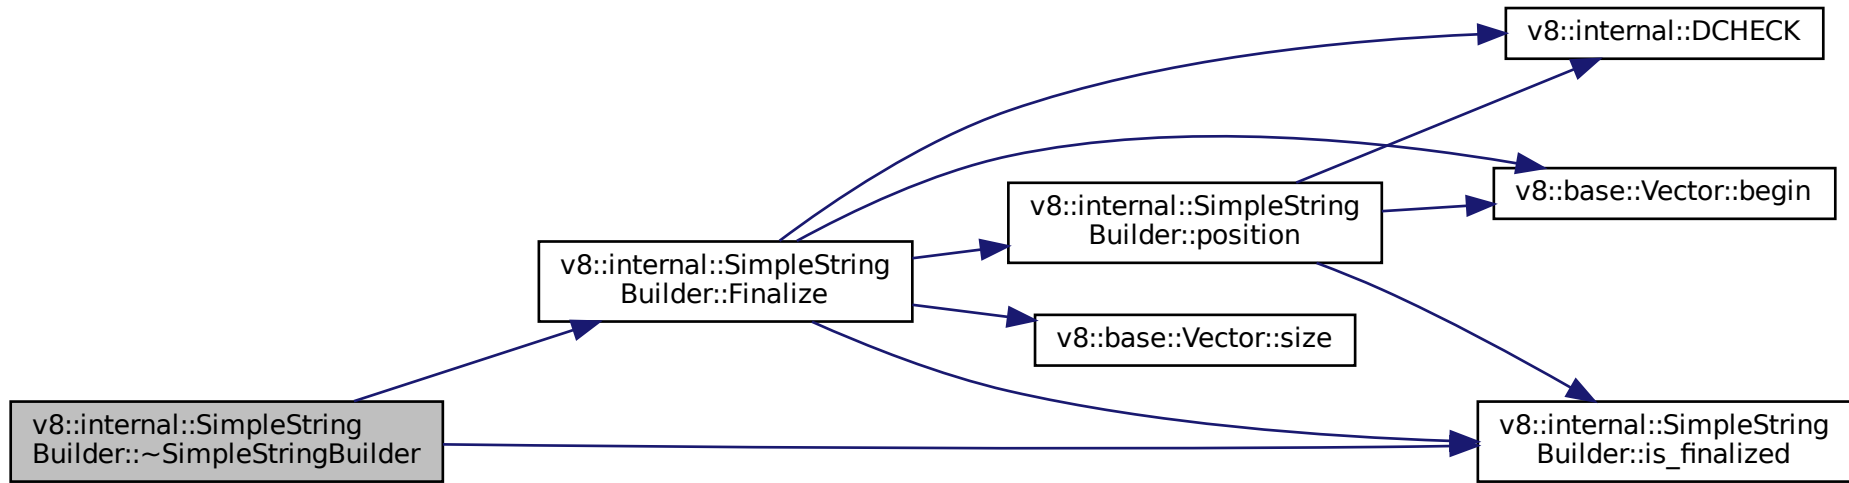 v8::internal::DCHECK
v8::base::Vector::begin
v8::internal::SimpleString
Builder::position
v8::internal::SimpleString
Builder::Finalize
v8::base::Vector::size
v8::internal::SimpleString
Builder::~SimpleStringBuilder
v8::internal::SimpleString
Builder::is_finalized